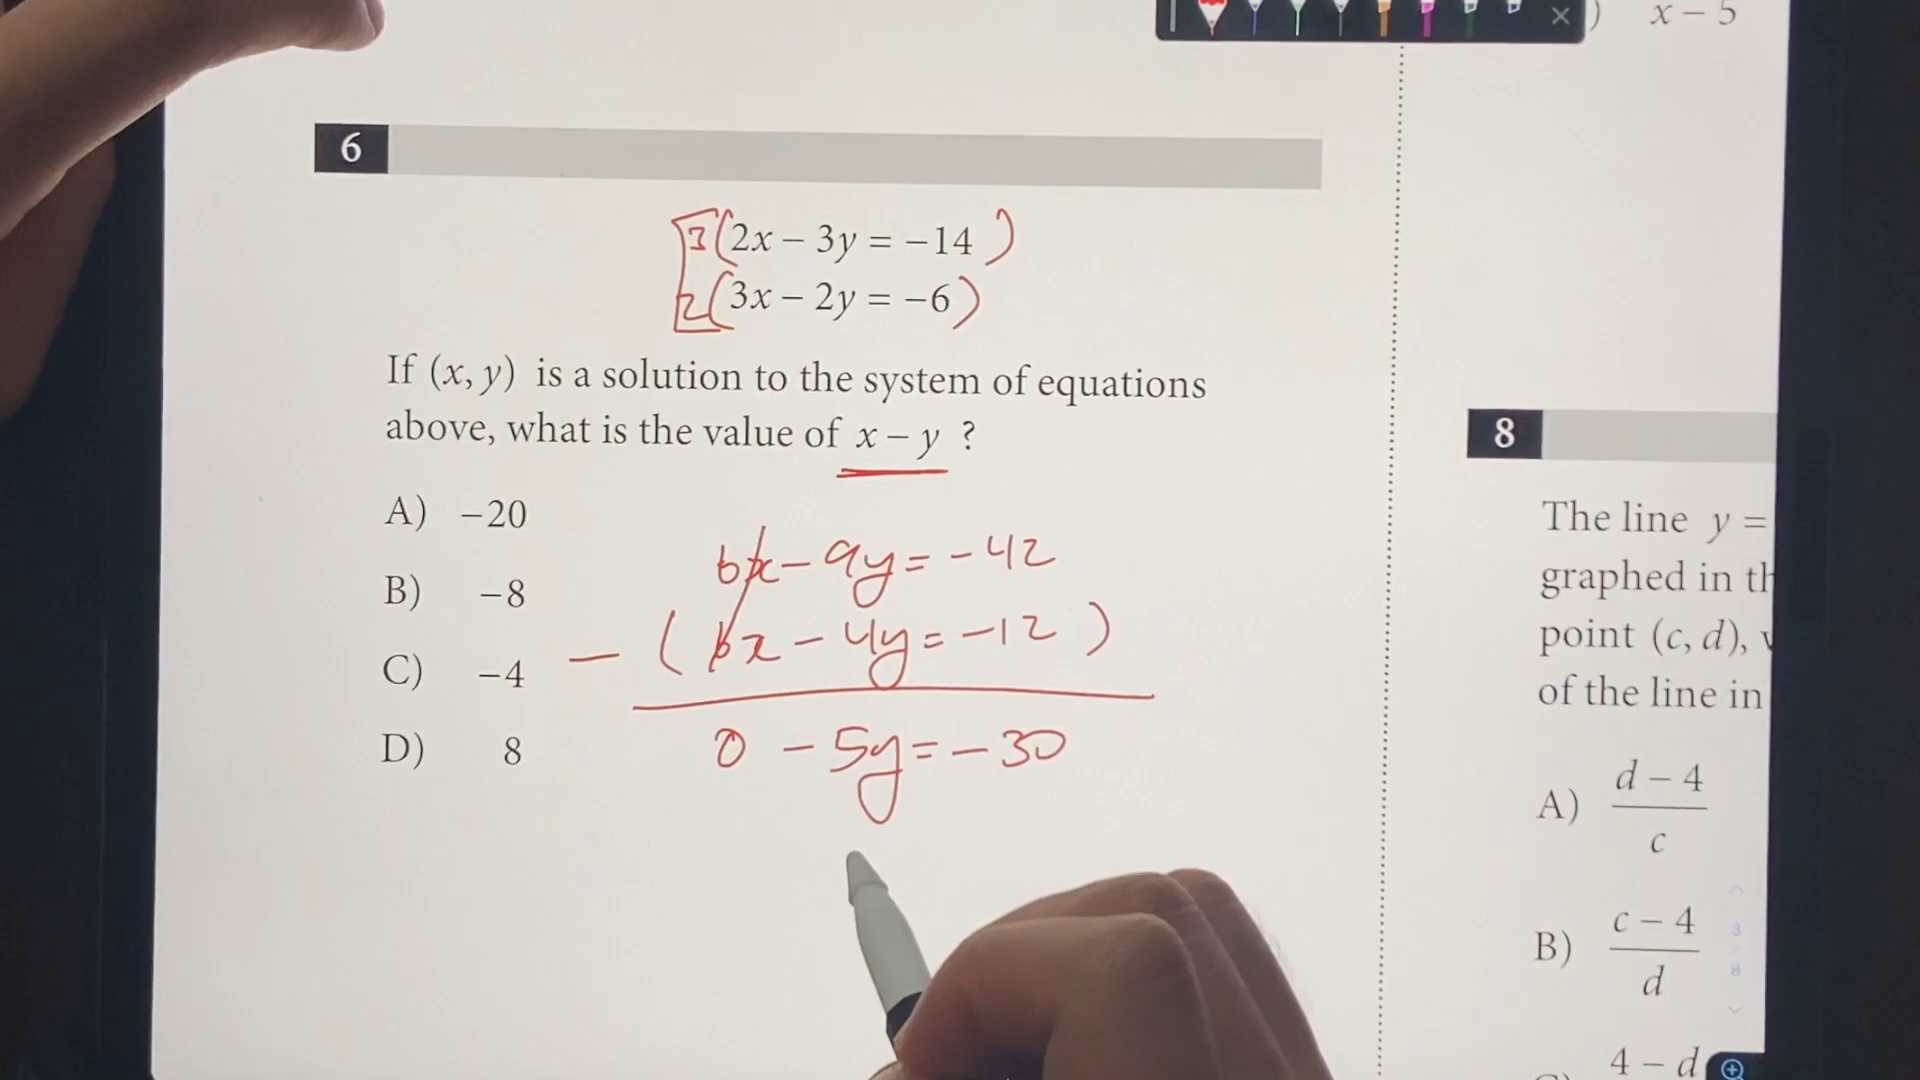 x − 5
6
3(2x − 3y = −14)
2(3x − 2y = −6)
If (x, y) is a solution to the system of equations
above, what is the value of x − y ?
A) −20
B) −8
C) −4
D) 8
6x − 9y = −42
− (6x − 4y = −12)
0 − 5y = −30
8
The line y =
graphed in th
point (c, d),
of the line in
A) d − 4
c
B) c − 4
d
4 − d
3
8